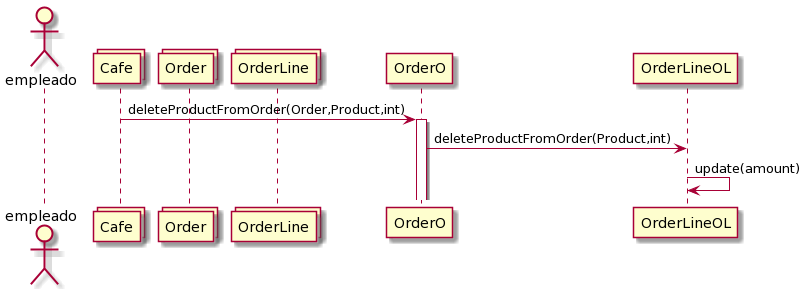 empleado
Cafe
Order
OrderLine
OrderO
OrderLineOL
deleteProductFromOrder(Order,Product,int)
deleteProductFromOrder(Product,int)
update(amount)
empleado
Cafe
Order
OrderLine
OrderO
OrderLineOL